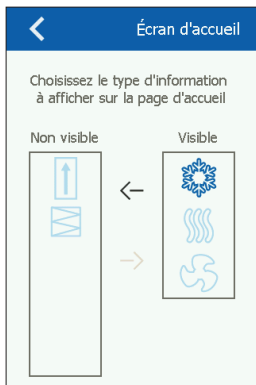 Écran d'accueil
Choisissez le type d'information
à afficher sur la page d'accueil
Non visible
Visible